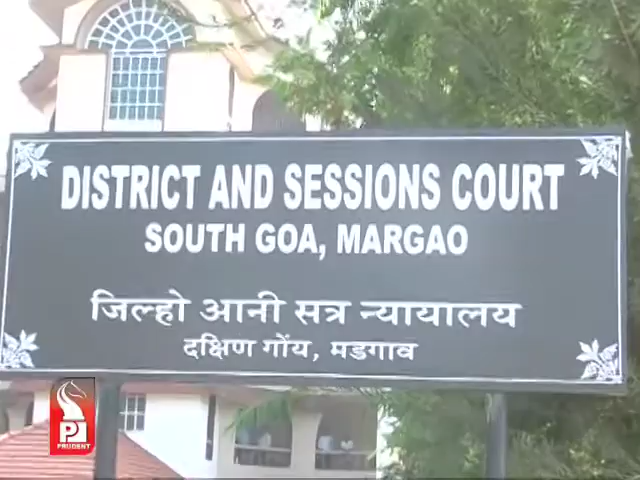 DISTRICT AND SESSIONS COURT
SOUTH GOA, MARGAO
जिल्हो आनी सत्र न्यायालय
दक्षिण गोंय, मडगाव
PRUDENT